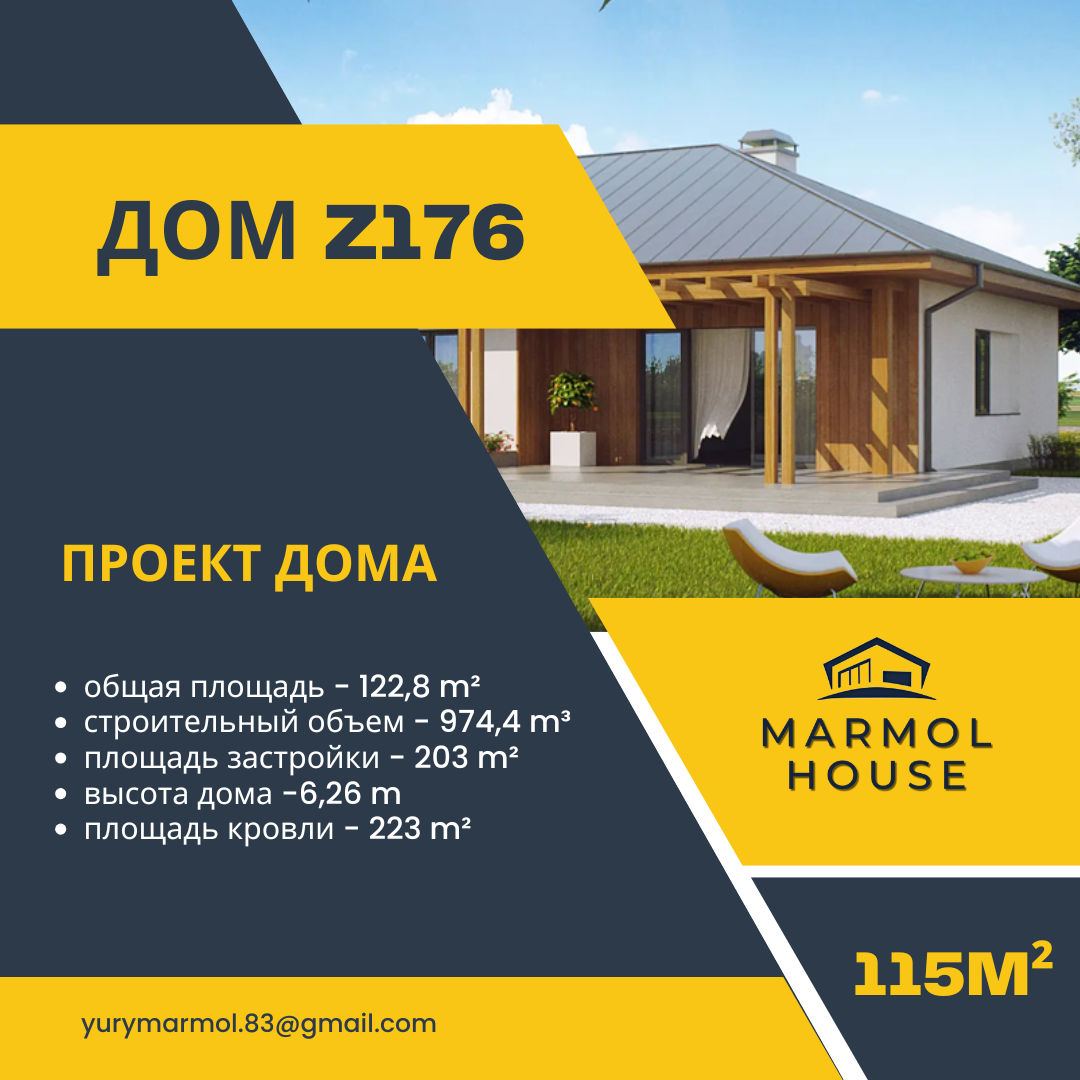 ДОМ Z176
ПРОЕКТ ДОМА
• общая площадь - 122,8 m²
• строительный объем - 974,4 m³
• площадь застройки - 203 m²
• высота дома -6,26 m
• площадь кровли - 223 m²
MARMOL
HOUSE
115М²
yurymarmol.83@gmail.com